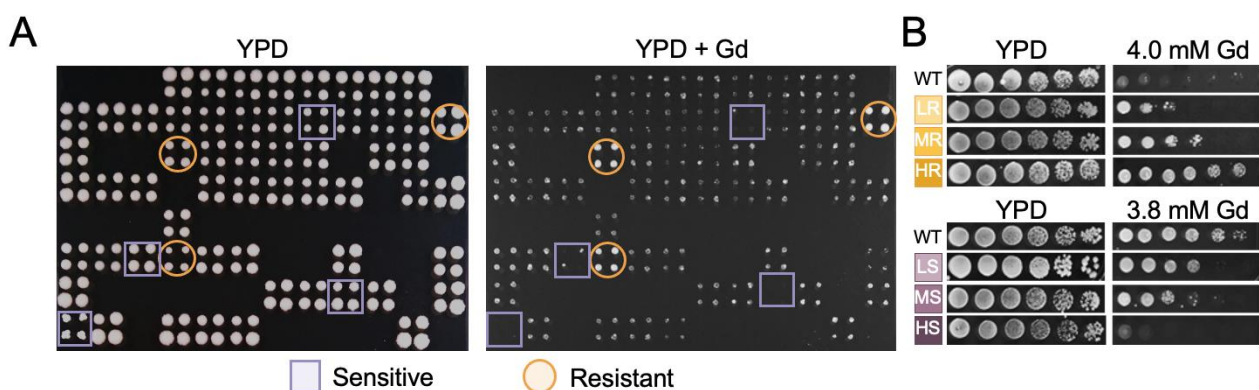 A
YPD
YPD + Gd
Sensitive
Resistant
B
YPD
4.0 mM Gd
WT
LR
MR
HR
YPD
3.8 mM Gd
WT
LS
MS
HS